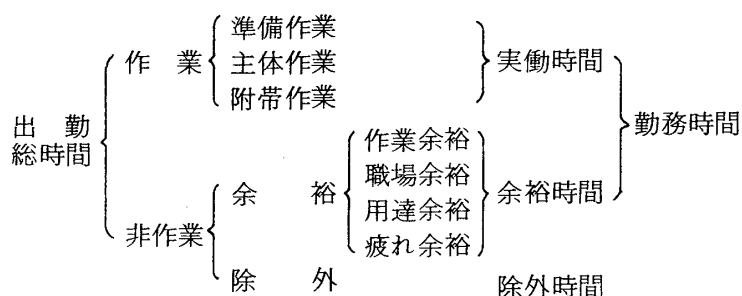 準備作業
作業 主体作業 実働時間
附帯作業
出勤
総時間
勤務時間
作業余裕
職場余裕
余裕 余裕時間
用達余裕
非作業
疲れ余裕
除外 除外時間